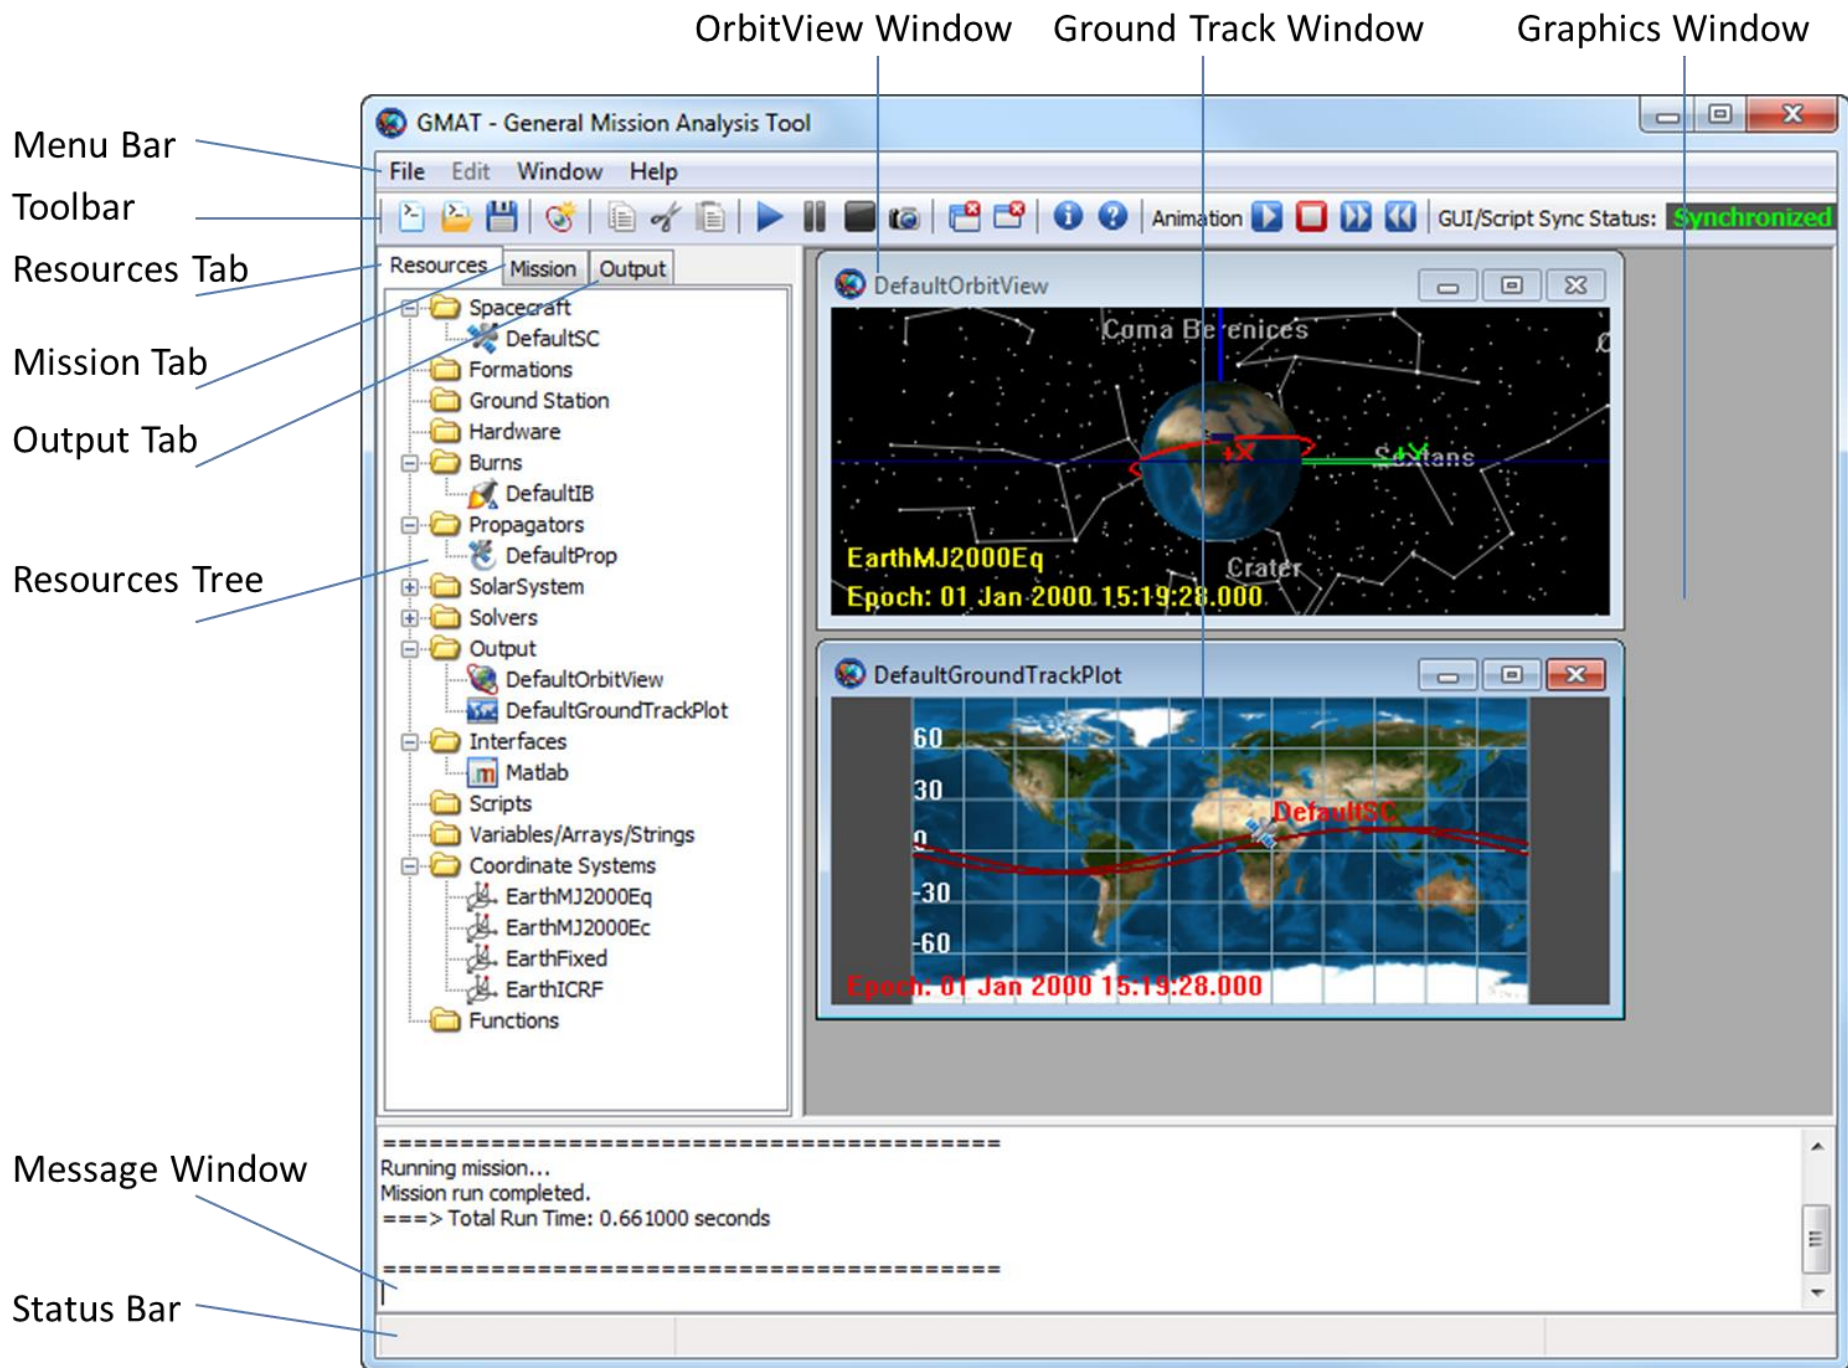 OrbitView Window Ground Track Window Graphics Window
Menu Bar
Toolbar
Resources Tab
Mission Tab
Output Tab
Resources Tree
Message Window
Status Bar
GMAT - General Mission Analysis Tool
File Edit Window Help
Animation GUI/Script Sync Status: Synchronized
Resources Mission Output
Spacecraft
DefaultSC
Formations
Ground Station
Hardware
Burns
DefaultIB
Propagators
DefaultProp
SolarSystem
Solvers
Output
DefaultOrbitView
DefaultGroundTrackPlot
Interfaces
Matlab
Scripts
Variables/Arrays/Strings
Coordinate Systems
EarthMJ2000Eq
EarthMJ2000Ec
EarthFixed
EarthICRF
Functions
DefaultOrbitView
Coma Berenices
+X
+Y
Sextans
Crater
EarthMJ2000Eq
Epoch: 01 Jan 2000 15:19:28.000
DefaultGroundTrackPlot
60
30
0
-30
-60
DefaultSC
Epoch: 01 Jan 2000 15:19:28.000
========================================
Running mission...
Mission run completed.
===> Total Run Time: 0.661000 seconds
========================================